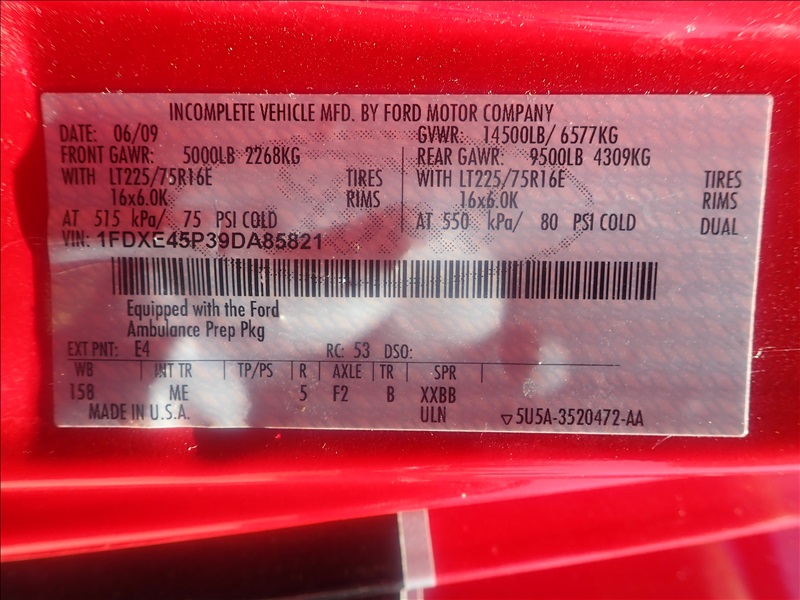 INCOMPLETE VEHICLE MFD. BY FORD MOTOR COMPANY
DATE: 06/09 GVWR: 14500LB/ 6577KG
FRONT GAWR: 5000LB 2268KG REAR GAWR: 9500LB 4309KG
WITH LT225/75R16E TIRES WITH LT225/75R16E TIRES
16x6.0K RIMS 16x6.0K RIMS
AT 515 kPa/ 75 PSI COLD AT 550 kPa/ 80 PSI COLD DUAL
VIN: 1FDXE45P39DA85821
Equipped with the Ford
Ambulance Prep Pkg
EXT PNT: E4 RC: 53 DSO:
WB INT TR TP/PS R AXLE TR SPR
158 ME 5 F2 B XXBB
MADE IN U.S.A. ULN ▽5U5A-3520472-AA